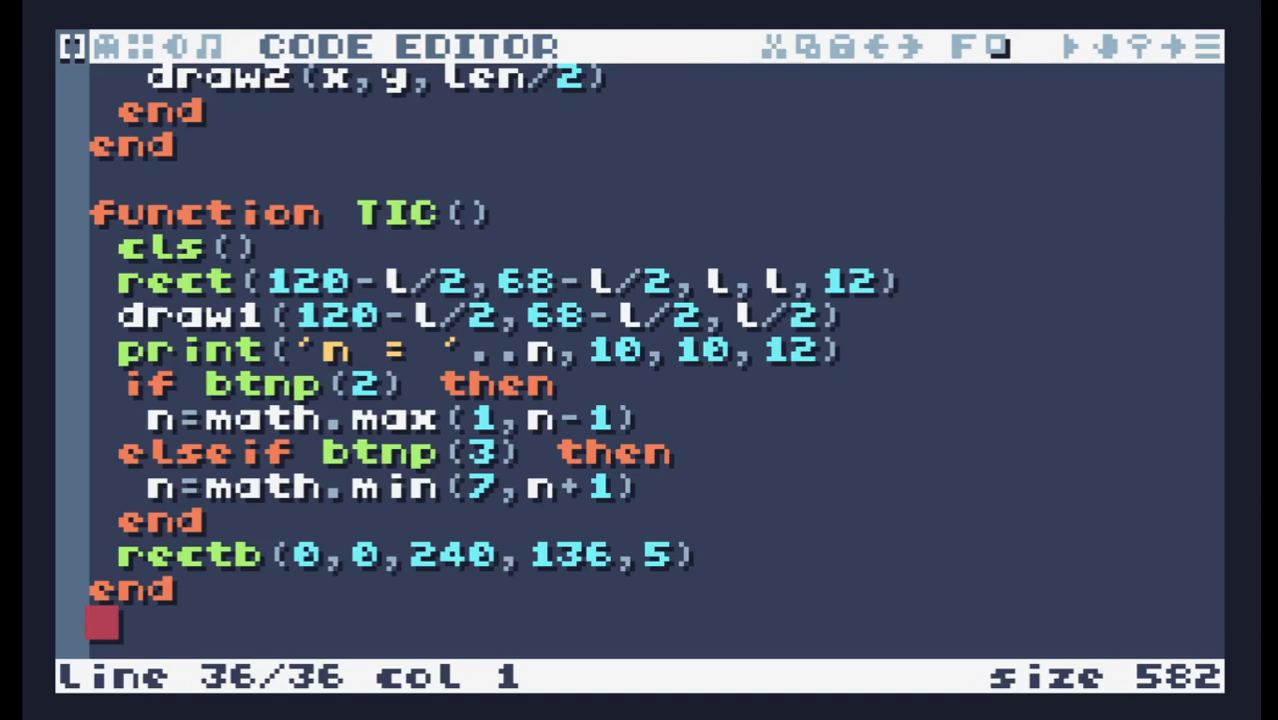 CODE EDITOR F
draw2(x,y,len/2)
end
end
function TIC()
cls()
rect(120-l/2,68-l/2,l,l,12)
draw1(120-l/2,68-l/2,l/2)
print('n = '..n,10,10,12)
if btnp(2) then
n=math.max(1,n-1)
elseif btnp(3) then
n=math.min(7,n+1)
end
rectb(0,0,240,136,5)
end
line 36/36 col 1 size 582